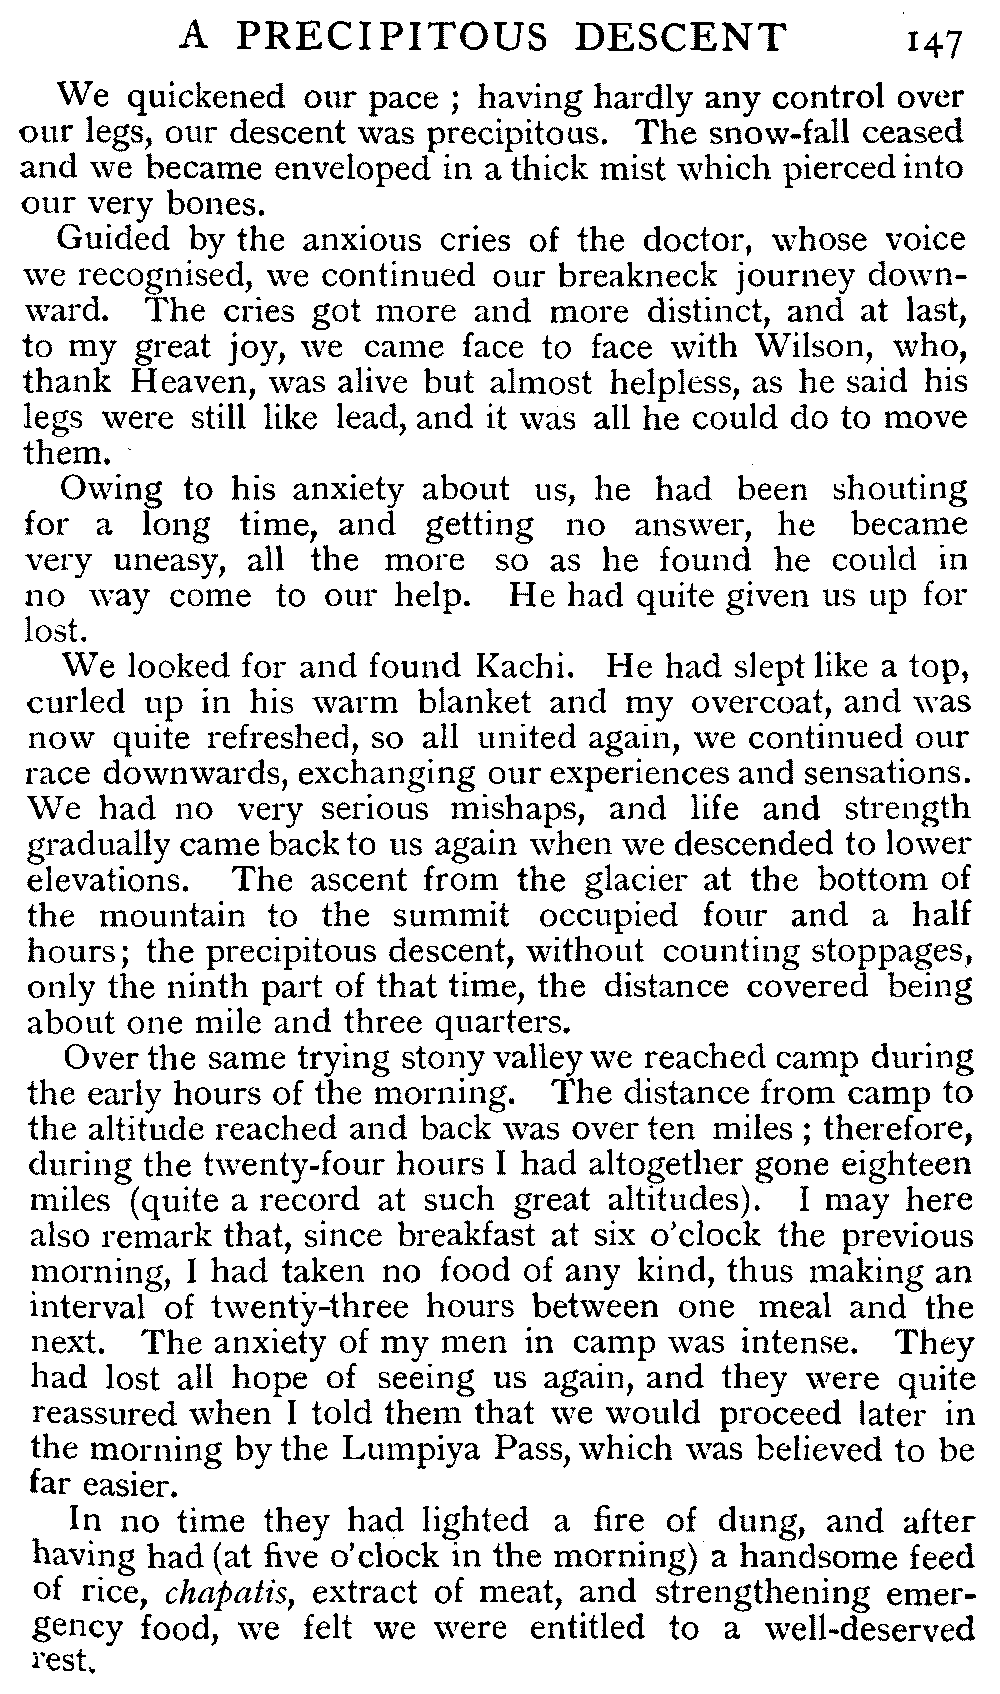 A PRECIPITOUS DESCENT 147
We quickened our pace ; having hardly any control over
our legs, our descent was precipitous. The snow-fall ceased
and we became enveloped in a thick mist which pierced into
our very bones.
Guided by the anxious cries of the doctor, whose voice
we recognised, we continued our breakneck journey down-
ward. The cries got more and more distinct, and at last,
to my great joy, we came face to face with Wilson, who,
thank Heaven, was alive but almost helpless, as he said his
legs were still like lead, and it was all he could do to move
them.
Owing to his anxiety about us, he had been shouting
for a long time, and getting no answer, he became
very uneasy, all the more so as he found he could in
no way come to our help. He had quite given us up for
lost.
We looked for and found Kachi. He had slept like a top,
curled up in his warm blanket and my overcoat, and was
now quite refreshed, so all united again, we continued our
race downwards, exchanging our experiences and sensations.
We had no very serious mishaps, and life and strength
gradually came back to us again when we descended to lower
elevations. The ascent from the glacier at the bottom of
the mountain to the summit occupied four and a half
hours; the precipitous descent, without counting stoppages,
only the ninth part of that time, the distance covered being
about one mile and three quarters.
Over the same trying stony valley we reached camp during
the early hours of the morning. The distance from camp to
the altitude reached and back was over ten miles ; therefore,
during the twenty-four hours I had altogether gone eighteen
miles (quite a record at such great altitudes). I may here
also remark that, since breakfast at six o'clock the previous
morning, I had taken no food of any kind, thus making an
interval of twenty-three hours between one meal and the
next. The anxiety of my men in camp was intense. They
had lost all hope of seeing us again, and they were quite
reassured when I told them that we would proceed later in
the morning by the Lumpiya Pass, which was believed to be
far easier.
In no time they had lighted a fire of dung, and after
having had (at five o'clock in the morning) a handsome feed
of rice, chapatis, extract of meat, and strengthening emer-
gency food, we felt we were entitled to a well-deserved
rest.